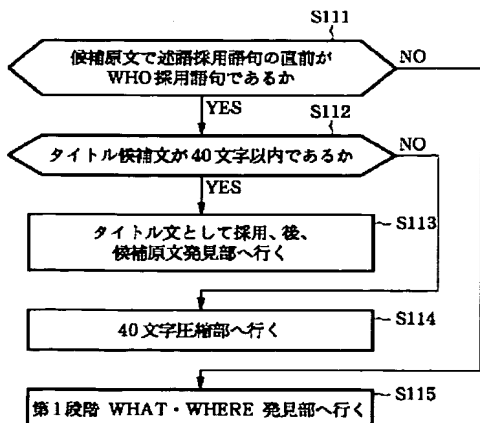 S111
候補原文で述語採用語句の直前が
WHO採用語句であるか
NO
YES
S112
タイトル候補文が40文字以内であるか
NO
YES
タイトル文として採用、後、
候補原文発見部へ行く
S113
40文字圧縮部へ行く
S114
第1段階 WHAT・WHERE 発見部へ行く
S115